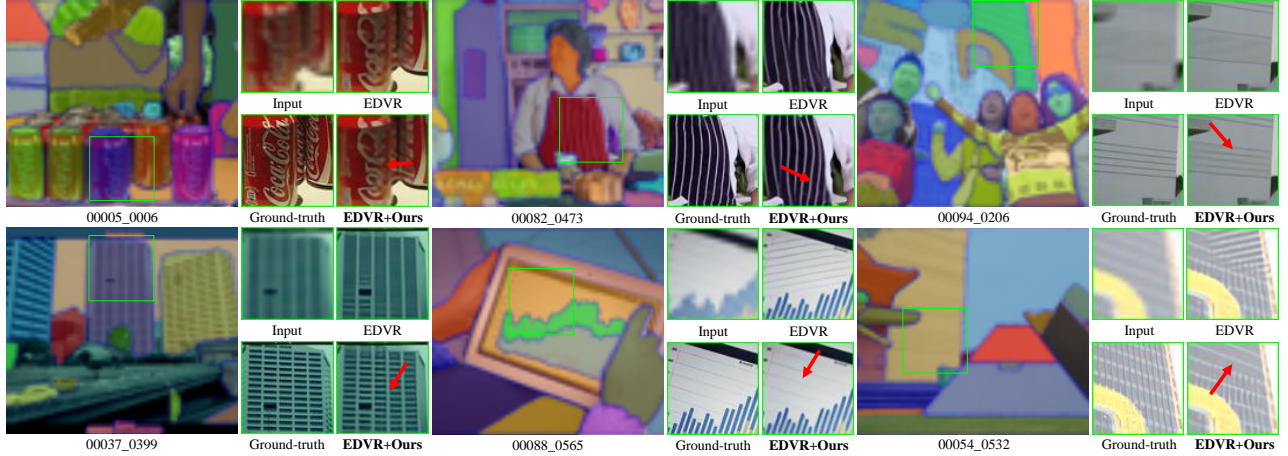 Input EDVR
Coca-Cola
Ground-truth EDVR+Ours
00005_0006
Input EDVR
Ground-truth EDVR+Ours
00082_0473
Input EDVR
Ground-truth EDVR+Ours
00094_0206
Input EDVR
Ground-truth EDVR+Ours
00037_0399
Input EDVR
Ground-truth EDVR+Ours
00088_0565
Input EDVR
Ground-truth EDVR+Ours
00054_0532